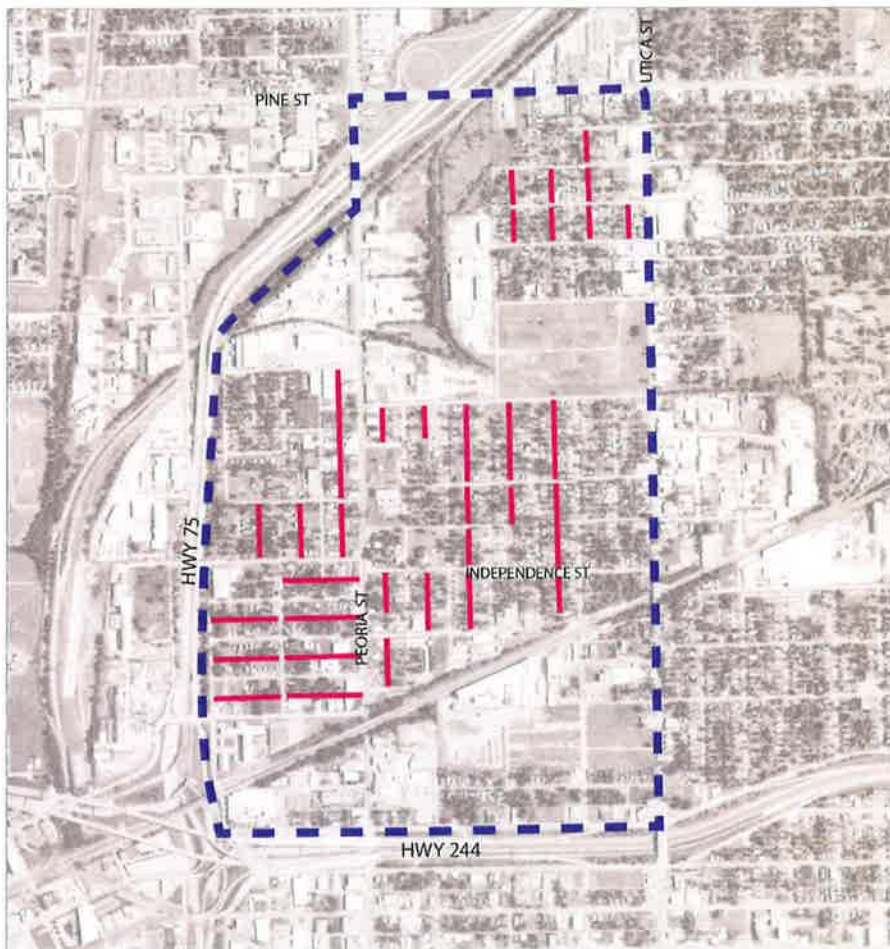 UTICA ST
PINE ST
HWY 75
INDEPENDENCE ST
PEORIA ST
HWY 244